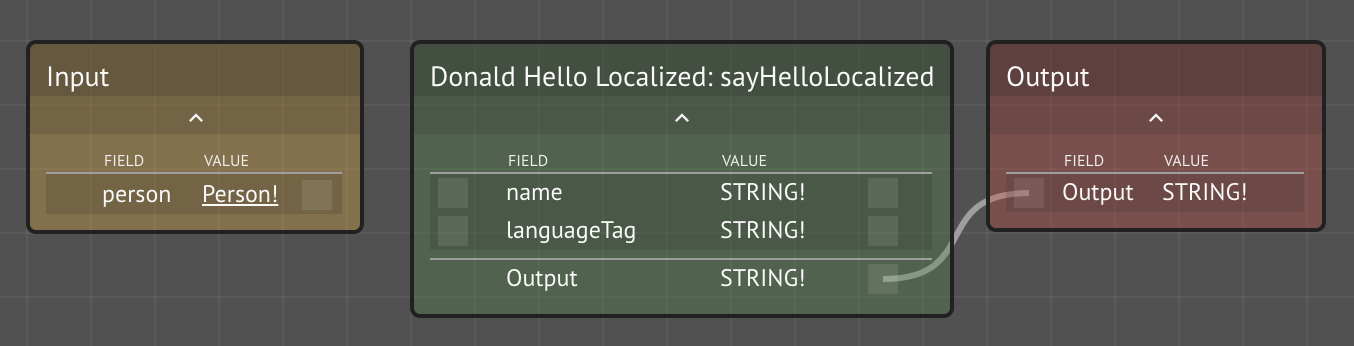 Input
FIELD VALUE
person Person!
Donald Hello Localized: sayHelloLocalized
FIELD VALUE
name STRING!
languageTag STRING!
Output STRING!
Output
FIELD VALUE
Output STRING!